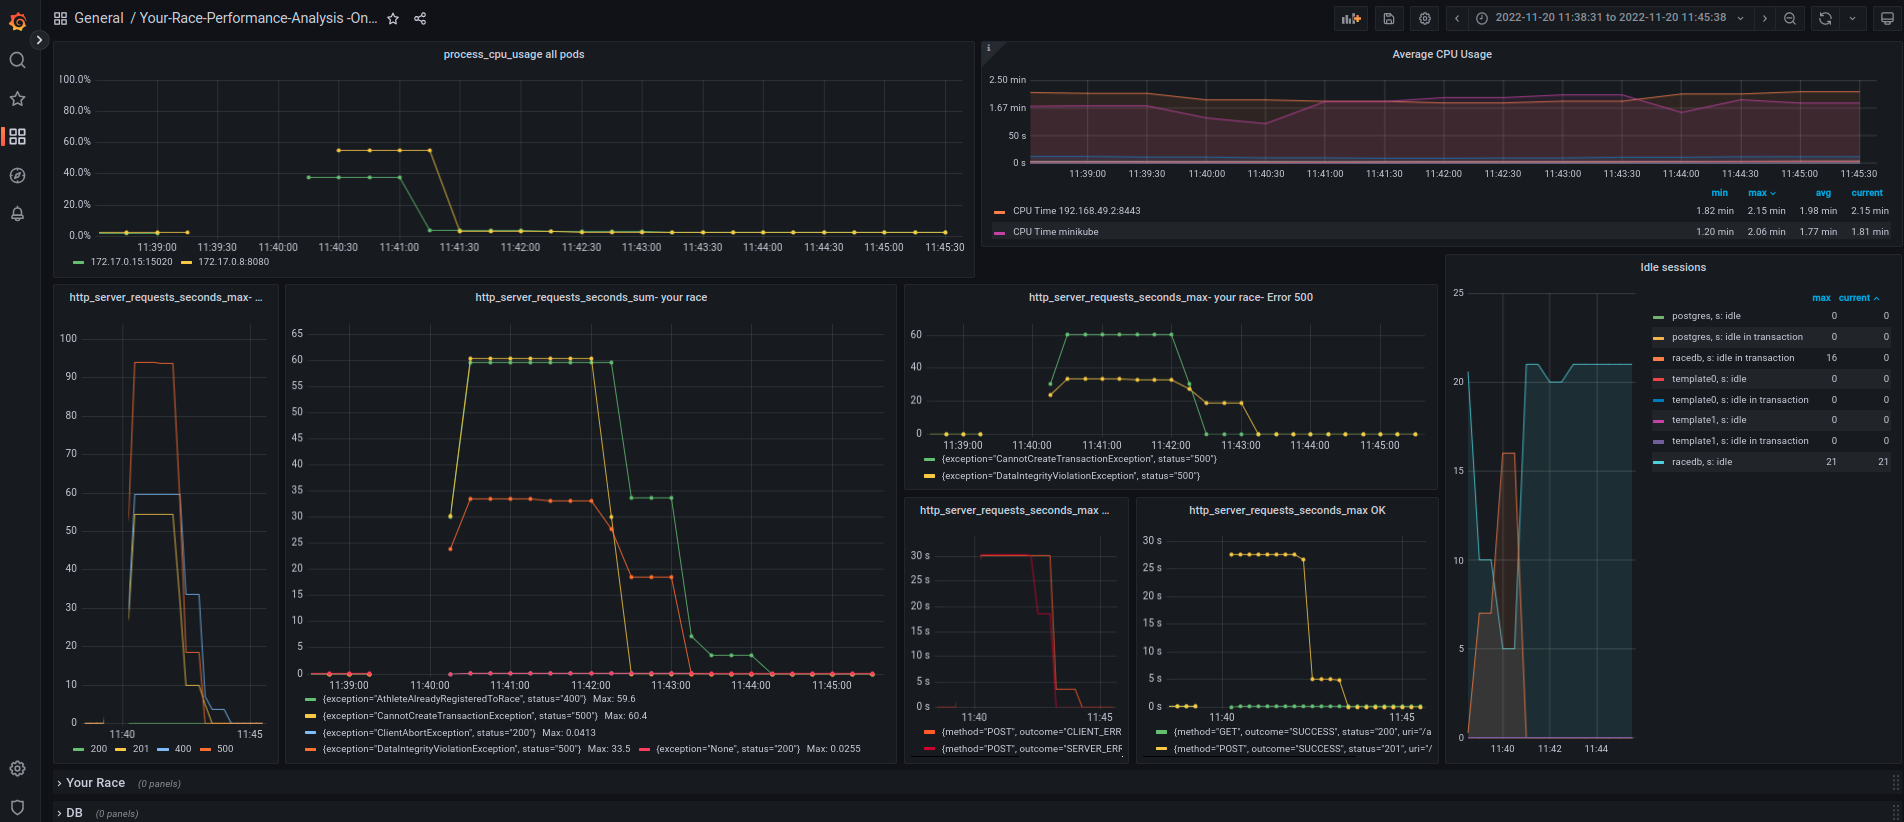 General / Your-Race-Performance-Analysis -On...
2022-11-20 11:38:31 to 2022-11-20 11:45:38
process_cpu_usage all pods
100.0%
80.0%
60.0%
40.0%
20.0%
0.0%
11:39:00 11:39:30 11:40:00 11:40:30 11:41:00 11:41:30 11:42:00 11:42:30 11:43:00 11:43:30 11:44:00 11:44:30 11:45:00 11:45:30
172.17.0.15:15020 172.17.0.8:8080
i
Average CPU Usage
2.50 min
1.67 min
50 s
0 s
11:39:00 11:39:30 11:40:00 11:40:30 11:41:00 11:41:30 11:42:00 11:42:30 11:43:00 11:43:30 11:44:00 11:44:30 11:45:00 11:45:30
min max avg current
CPU Time 192.168.49.2:8443 1.82 min 2.15 min 1.98 min 2.15 min
CPU Time minikube 1.20 min 2.06 min 1.77 min 1.81 min
http_server_requests_seconds_max- ...
100
90
80
70
60
50
40
30
20
10
0
11:40 11:45
200 201 400 500
http_server_requests_seconds_sum- your race
65
60
55
50
45
40
35
30
25
20
15
10
5
0
11:39:00 11:40:00 11:41:00 11:42:00 11:43:00 11:44:00 11:45:00
{exception="AthleteAlreadyRegisteredToRace", status="400"} Max: 59.6
{exception="CannotCreateTransactionException", status="500"} Max: 60.4
{exception="ClientAbortException", status="200"} Max: 0.0413
{exception="DataIntegrityViolationException", status="500"} Max: 33.5 {exception="None", status="200"} Max: 0.0255
http_server_requests_seconds_max- your race- Error 500
60
40
20
0
11:39:00 11:40:00 11:41:00 11:42:00 11:43:00 11:44:00 11:45:00
{exception="CannotCreateTransactionException", status="500"}
{exception="DataIntegrityViolationException", status="500"}
http_server_requests_seconds_max ...
30 s
25 s
20 s
15 s
10 s
5 s
0 s
11:40 11:45
{method="POST", outcome="CLIENT_ERR
{method="POST", outcome="SERVER_ERR
http_server_requests_seconds_max OK
30 s
25 s
20 s
15 s
10 s
5 s
0 s
11:40 11:45
{method="GET", outcome="SUCCESS", status="200", uri="/a
{method="POST", outcome="SUCCESS", status="201", uri="/
Idle sessions
25
20
15
10
5
0
11:40 11:42 11:44
max current
postgres, s: idle 0 0
postgres, s: idle in transaction 0 0
racedb, s: idle in transaction 16 0
template0, s: idle 0 0
template0, s: idle in transaction 0 0
template1, s: idle 0 0
template1, s: idle in transaction 0 0
racedb, s: idle 21 21
Your Race (0 panels)
DB (0 panels)